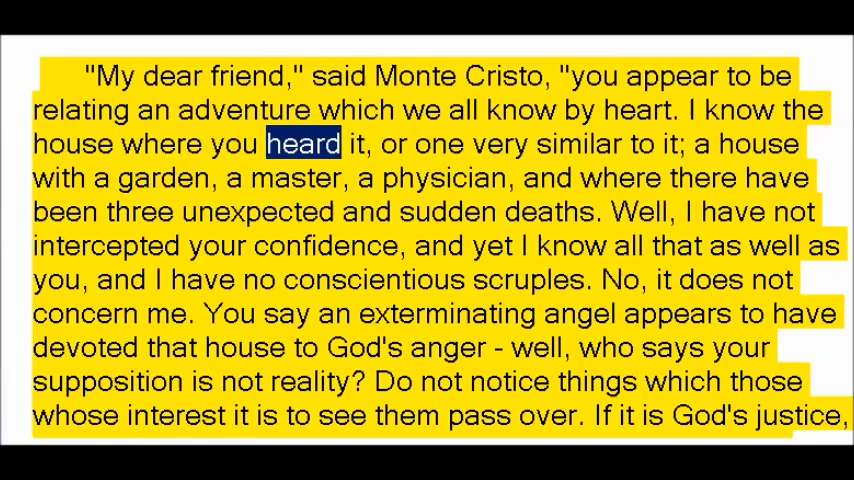 "My dear friend," said Monte Cristo, "you appear to be
relating an adventure which we all know by heart. I know the
house where you heard it, or one very similar to it; a house
with a garden, a master, a physician, and where there have
been three unexpected and sudden deaths. Well, I have not
intercepted your confidence, and yet I know all that as well as
you, and I have no conscientious scruples. No, it does not
concern me. You say an exterminating angel appears to have
devoted that house to God's anger - well, who says your
supposition is not reality? Do not notice things which those
whose interest it is to see them pass over. If it is God's justice,